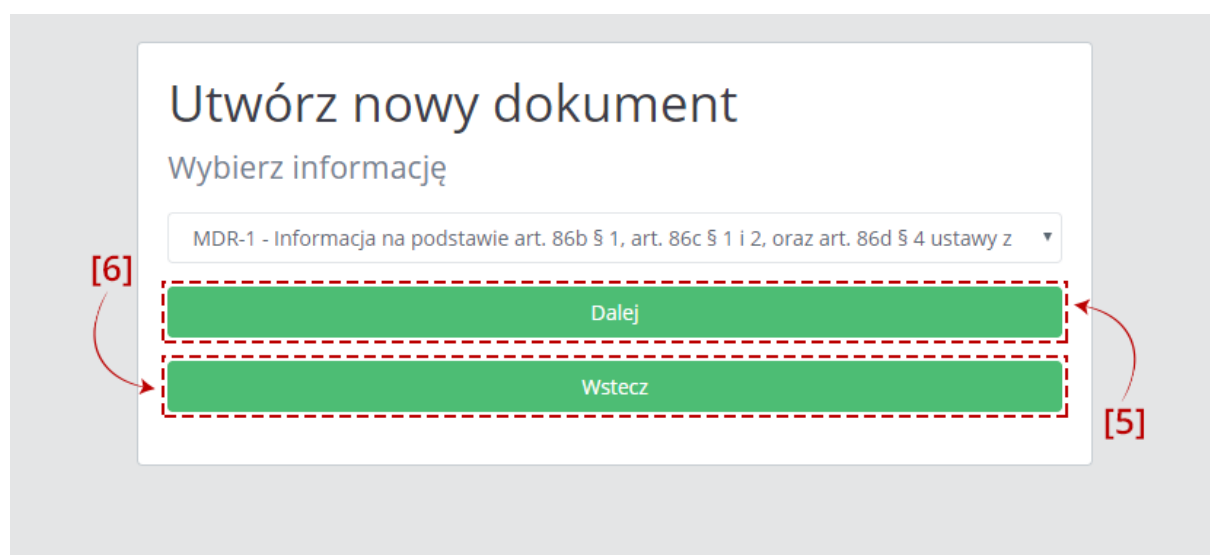 Utwórz nowy dokument
Wybierz informację
MDR-1 - Informacja na podstawie art. 86b § 1, art. 86c § 1 i 2, oraz art. 86d § 4 ustawy z
[6]
Dalej
Wstecz
[5]